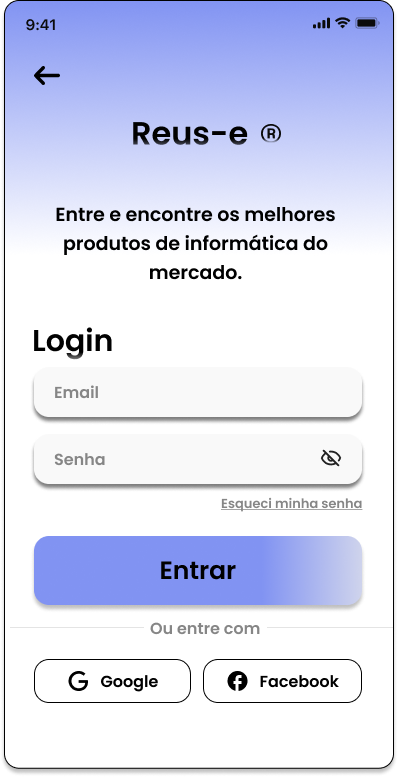 9:41
Reus-e ®
Entre e encontre os melhores
produtos de informática do
mercado.
Login
Email
Senha
Esqueci minha senha
Entrar
Ou entre com
Google
Facebook